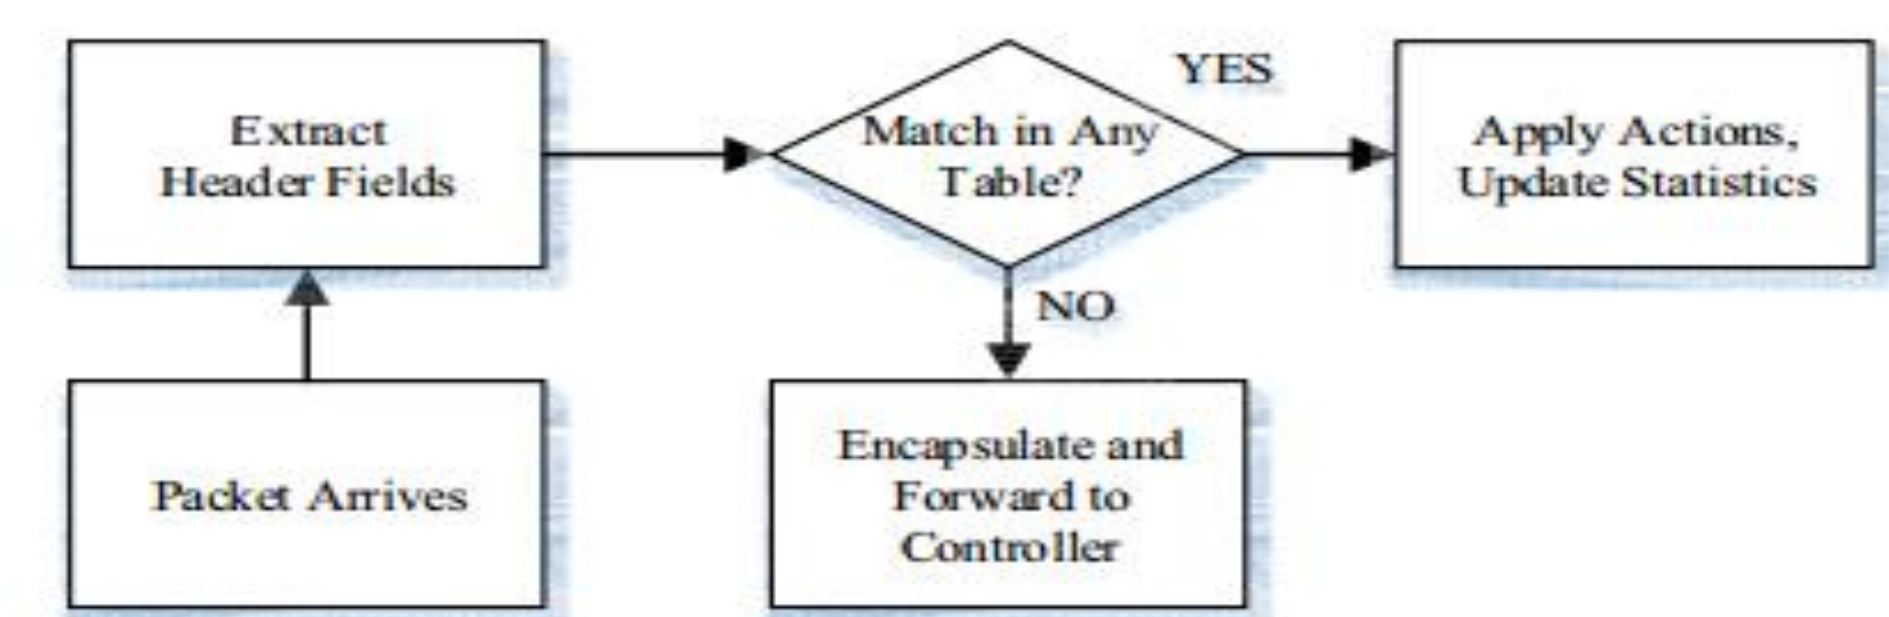 Extract
Header Fields
Match in Any
Table?
YES
Apply Actions,
Update Statistics
NO
Packet Arrives
Encapsulate and
Forward to
Controller